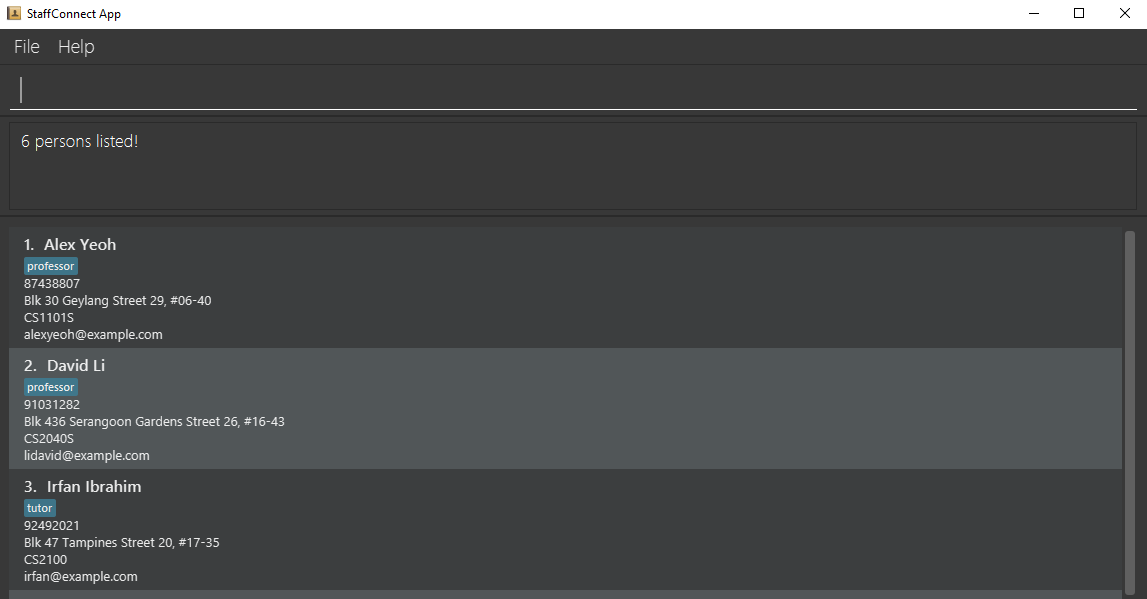 StaffConnect App
File Help
6 persons listed!
1. Alex Yeoh
professor
87438807
Blk 30 Geylang Street 29, #06-40
CS1101S
alexyeoh@example.com
2. David Li
professor
91031282
Blk 436 Serangoon Gardens Street 26, #16-43
CS2040S
lidavid@example.com
3. Irfan Ibrahim
tutor
92492021
Blk 47 Tampines Street 20, #17-35
CS2100
irfan@example.com